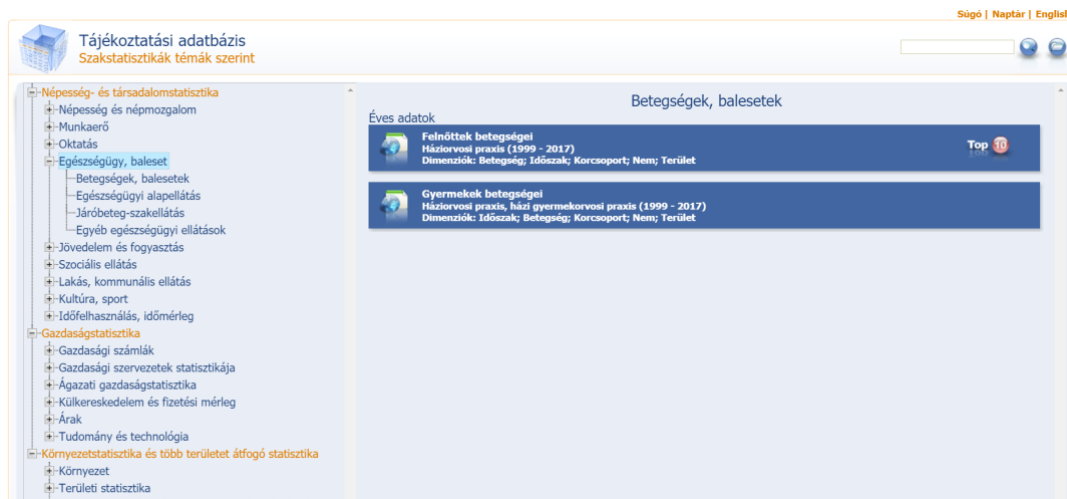 Súgó | Naptár | English
Tájékoztatási adatbázis
Szakstatisztikák témák szerint
Népesség- és társadalomstatisztika
Népesség és népmozgalom
Munkaerő
Oktatás
Egészségügy, baleset
Betegségek, balesetek
Egészségügyi alapellátás
Járóbeteg-szakellátás
Egyéb egészségügyi ellátások
Jövedelem és fogyasztás
Szociális ellátás
Lakás, kommunális ellátás
Kultúra, sport
Időfelhasználás, időmérleg
Gazdaságstatisztika
Gazdasági számlák
Gazdasági szervezetek statisztikája
Ágazati gazdaságstatisztika
Külkereskedelem és fizetési mérleg
Árak
Tudomány és technológia
Környezetstatisztika és több területet átfogó statisztika
Környezet
Területi statisztika
Betegségek, balesetek
Éves adatok
Felnőttek betegségei
Háziorvosi praxis (1999 - 2017)
Dimenziók: Betegség; Időszak; Korcsoport; Nem; Terület
Top 10
Gyermekek betegségei
Háziorvosi praxis, házi gyermekorvosi praxis (1999 - 2017)
Dimenziók: Időszak; Betegség; Korcsoport; Nem; Terület